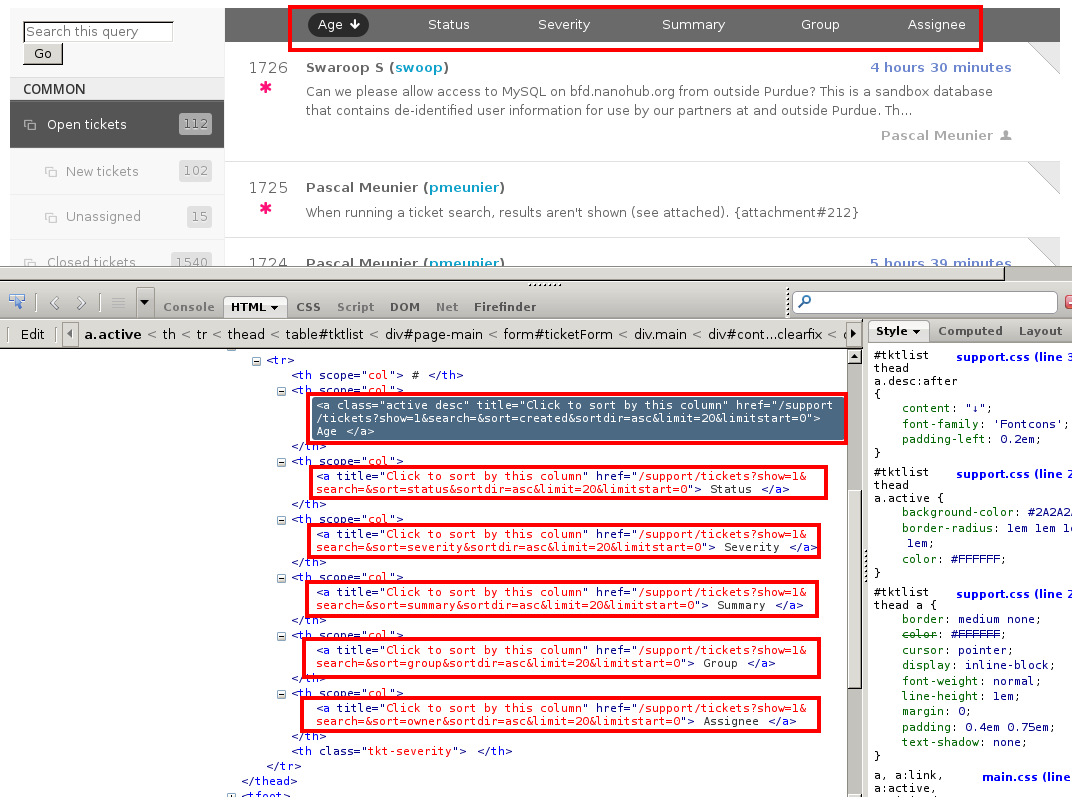 Search this query
Go
COMMON
Open tickets 112
New tickets 102
Unassigned 15
Closed tickets 1540
Age ↓ Status Severity Summary Group Assignee
1726 Swaroop S (swoop) 4 hours 30 minutes
* Can we please allow access to MySQL on bfd.nanohub.org from outside Purdue? This is a sandbox database
that contains de-identified user information for use by our partners at and outside Purdue. Th...
Pascal Meunier
1725 Pascal Meunier (pmeunier)
* When running a ticket search, results aren't shown (see attached). {attachment#212}
1724 Pascal Meunier (pmeunier) 5 hours 39 minutes
Console HTML CSS Script DOM Net Firefinder
Edit a.active < th < tr < thead < table#tktlist < div#page-main < form#ticketForm < div.main < div#cont...clearfix <
<tr>
<th scope="col"> # </th>
<th scope="col">
<a class="active desc" title="Click to sort by this column" href="/support
/tickets?show=1&search=&sort=created&sortdir=asc&limit=20&limitstart=0">
Age </a>
</th>
<th scope="col">
<a title="Click to sort by this column" href="/support/tickets?show=1&
search=&sort=status&sortdir=asc&limit=20&limitstart=0"> Status </a>
</th>
<th scope="col">
<a title="Click to sort by this column" href="/support/tickets?show=1&
search=&sort=severity&sortdir=asc&limit=20&limitstart=0"> Severity </a>
</th>
<th scope="col">
<a title="Click to sort by this column" href="/support/tickets?show=1&
search=&sort=summary&sortdir=asc&limit=20&limitstart=0"> Summary </a>
</th>
<th scope="col">
<a title="Click to sort by this column" href="/support/tickets?show=1&
search=&sort=group&sortdir=asc&limit=20&limitstart=0"> Group </a>
</th>
<th scope="col">
<a title="Click to sort by this column" href="/support/tickets?show=1&
search=&sort=owner&sortdir=asc&limit=20&limitstart=0"> Assignee </a>
</th>
<th class="tkt-severity"> </th>
</tr>
</thead>
<tfoot>
Style Computed Layout
#tktlist support.css (line 3
thead
a.desc:after
{
content: "↓";
font-family: 'Fontcons';
padding-left: 0.2em;
}
#tktlist support.css (line 2
thead
a.active {
background-color: #2A2A2
border-radius: 1em 1em 1e
1em;
color: #FFFFFF;
}
#tktlist support.css (line 2
thead a {
border: medium none;
color: #FFFFFF;
cursor: pointer;
display: inline-block;
font-weight: normal;
line-height: 1em;
margin: 0;
padding: 0.4em 0.75em;
text-shadow: none;
}
a, a:link, main.css (line
a:active,